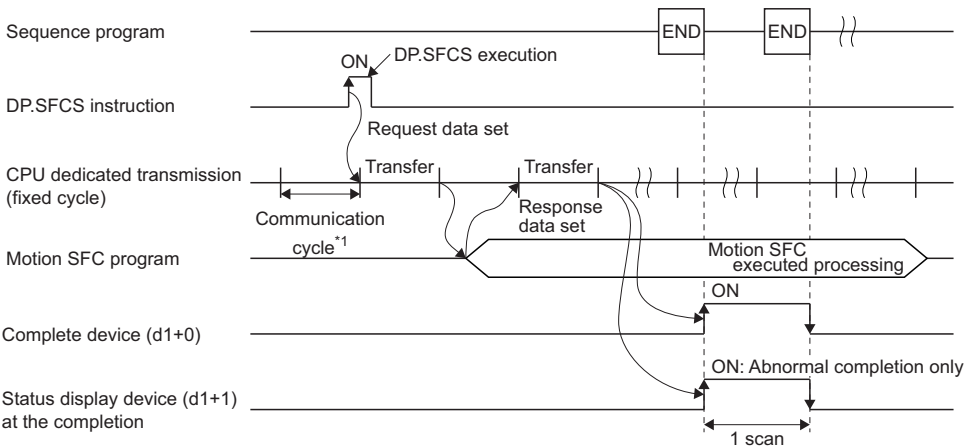 Sequence program
END
END
ON
DP.SFCS execution
DP.SFCS instruction
Request data set
CPU dedicated transmission
(fixed cycle)
Transfer
Transfer
Communication
cycle*1
Response
data set
Motion SFC program
Motion SFC
executed processing
ON
Complete device (d1+0)
ON: Abnormal completion only
Status display device (d1+1)
at the completion
1 scan